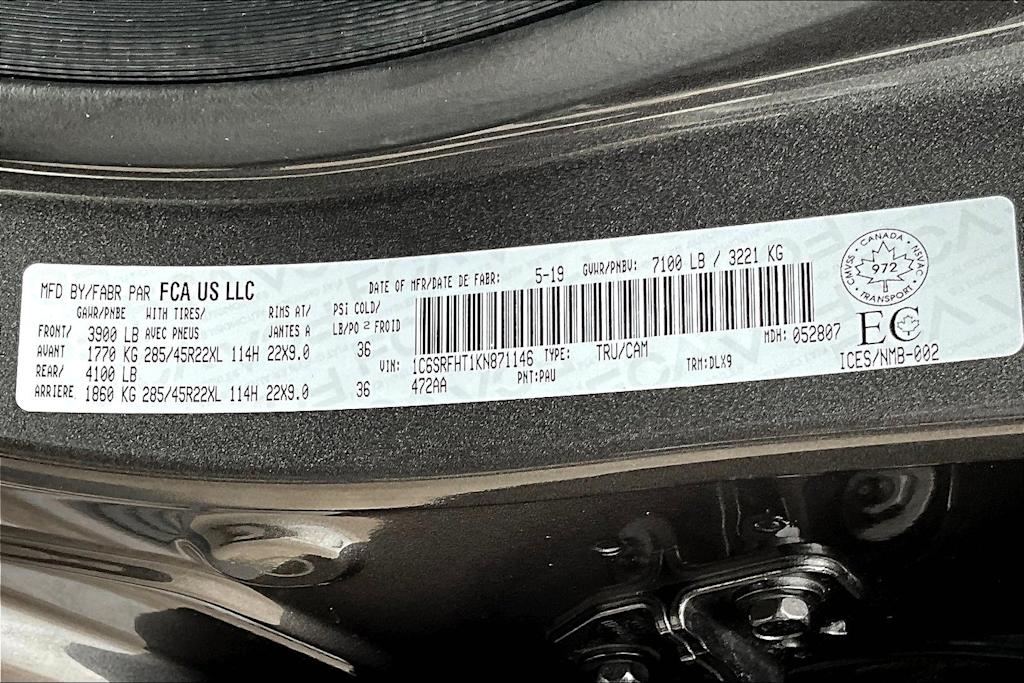 MFD BY/FABR PAR FCA US LLC
DATE OF MFR/DATE DE FABR: 5-19 GVWR/PNBV: 7100 LB / 3221 KG
GAWR/PNBE WITH TIRES/ RIMS AT/ PSI COLD/
FRONT/ 3900 LB AVEC PNEUS JANTES A LB/PO² FROID
AVANT 1770 KG 285/45R22XL 114H 22X9.0 36
REAR/ 4100 LB
ARRIERE 1860 KG 285/45R22XL 114H 22X9.0 36
MDH: 052807
VIN: 1C6SRFHT1KN871146 TYPE: TRU/CAM
472AA PNT:PAU TRM:DLX9
CANADA · NSVAC · TRANSPORT · CMVSS
972
EC
ICES/NMB-002